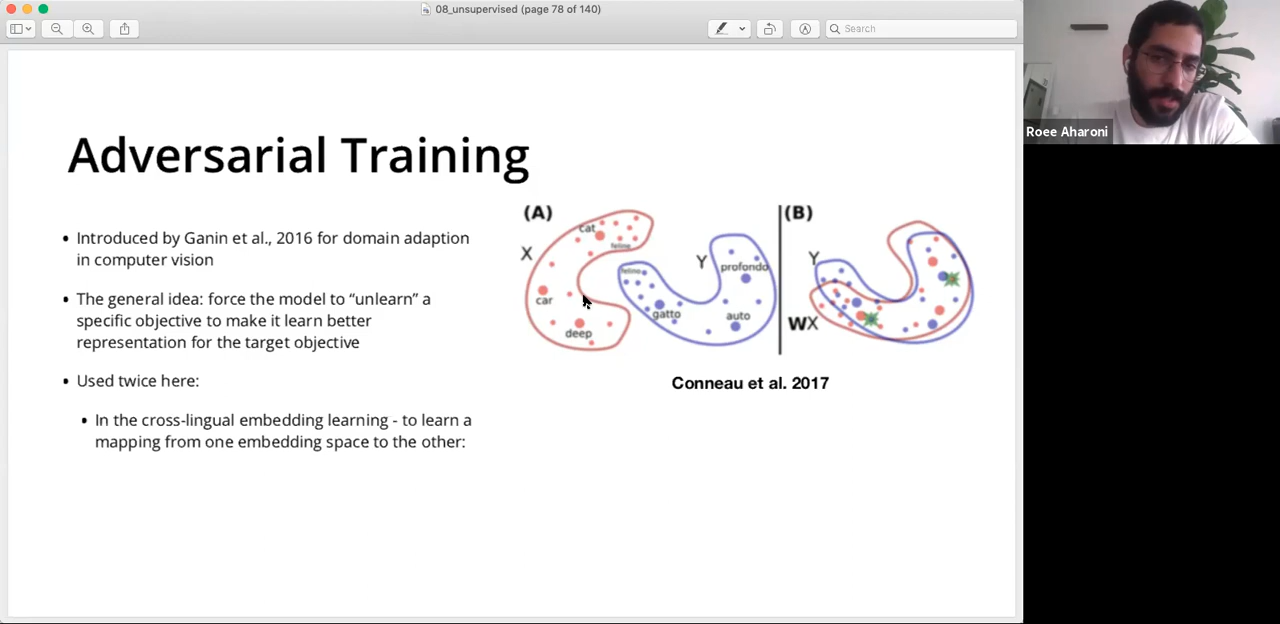 08_unsupervised (page 78 of 140)
Search
Roee Aharoni
Adversarial Training
• Introduced by Ganin et al., 2016 for domain adaption
in computer vision
• The general idea: force the model to “unlearn” a
specific objective to make it learn better
representation for the target objective
• Used twice here:
• In the cross-lingual embedding learning - to learn a
mapping from one embedding space to the other:
(A)
X
cat
feline
car
deep
Y
felino
profondo
gatto
auto
(B)
Y
WX
Conneau et al. 2017